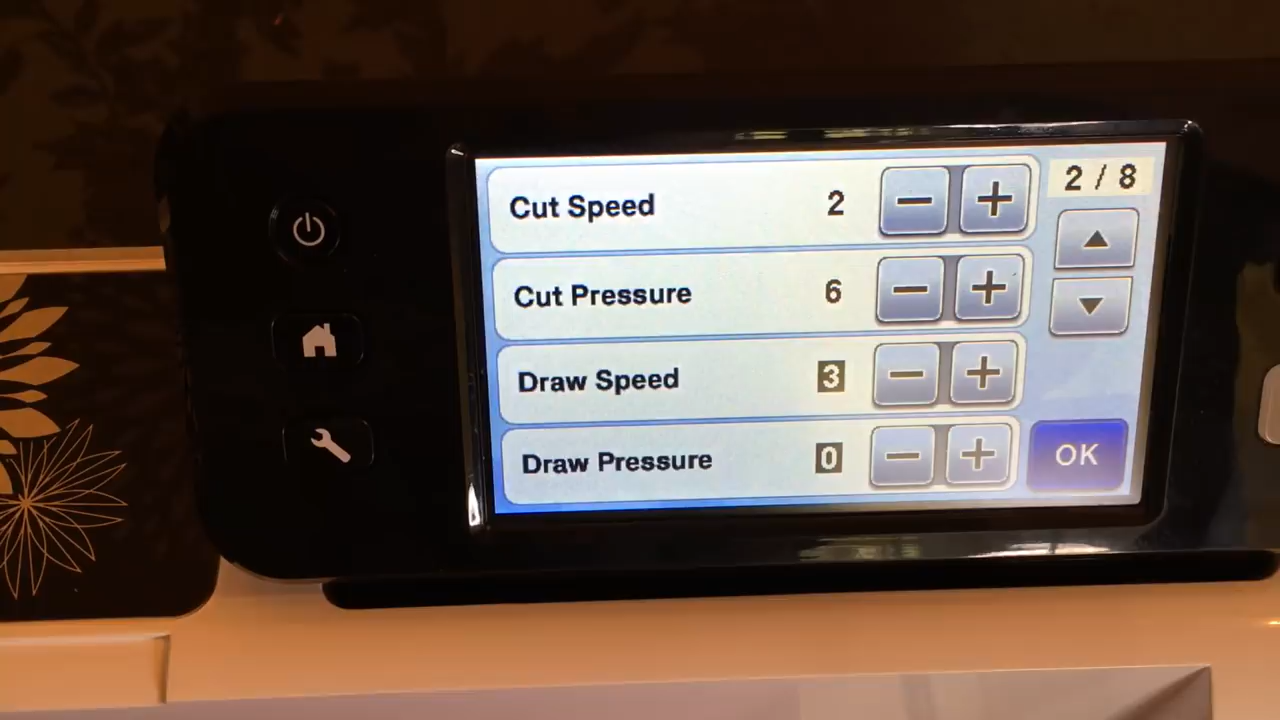 Cut Speed 2 − + 2 / 8
Cut Pressure 6 − +
Draw Speed 3 − +
Draw Pressure 0 − + OK